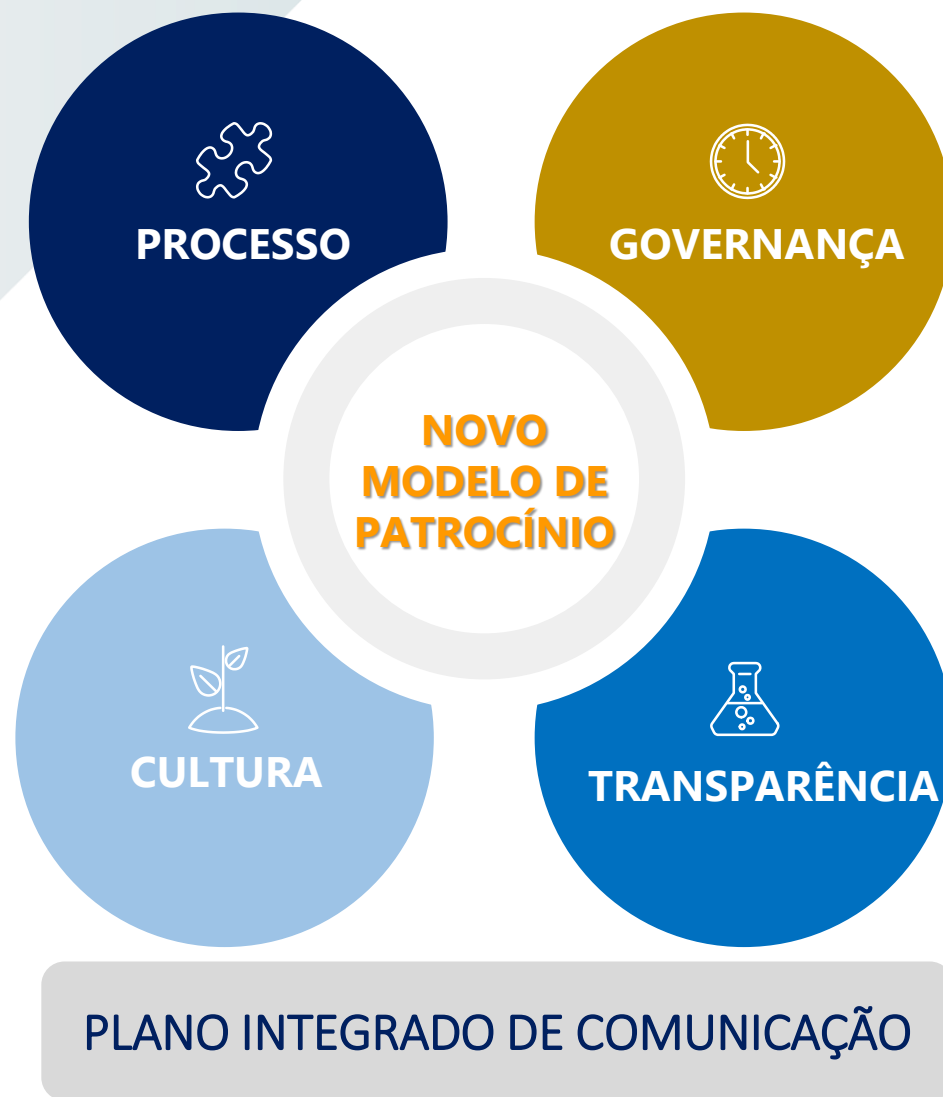 PROCESSO
GOVERNANÇA
NOVO
MODELO DE
PATROCÍNIO
CULTURA
TRANSPARÊNCIA
PLANO INTEGRADO DE COMUNICAÇÃO